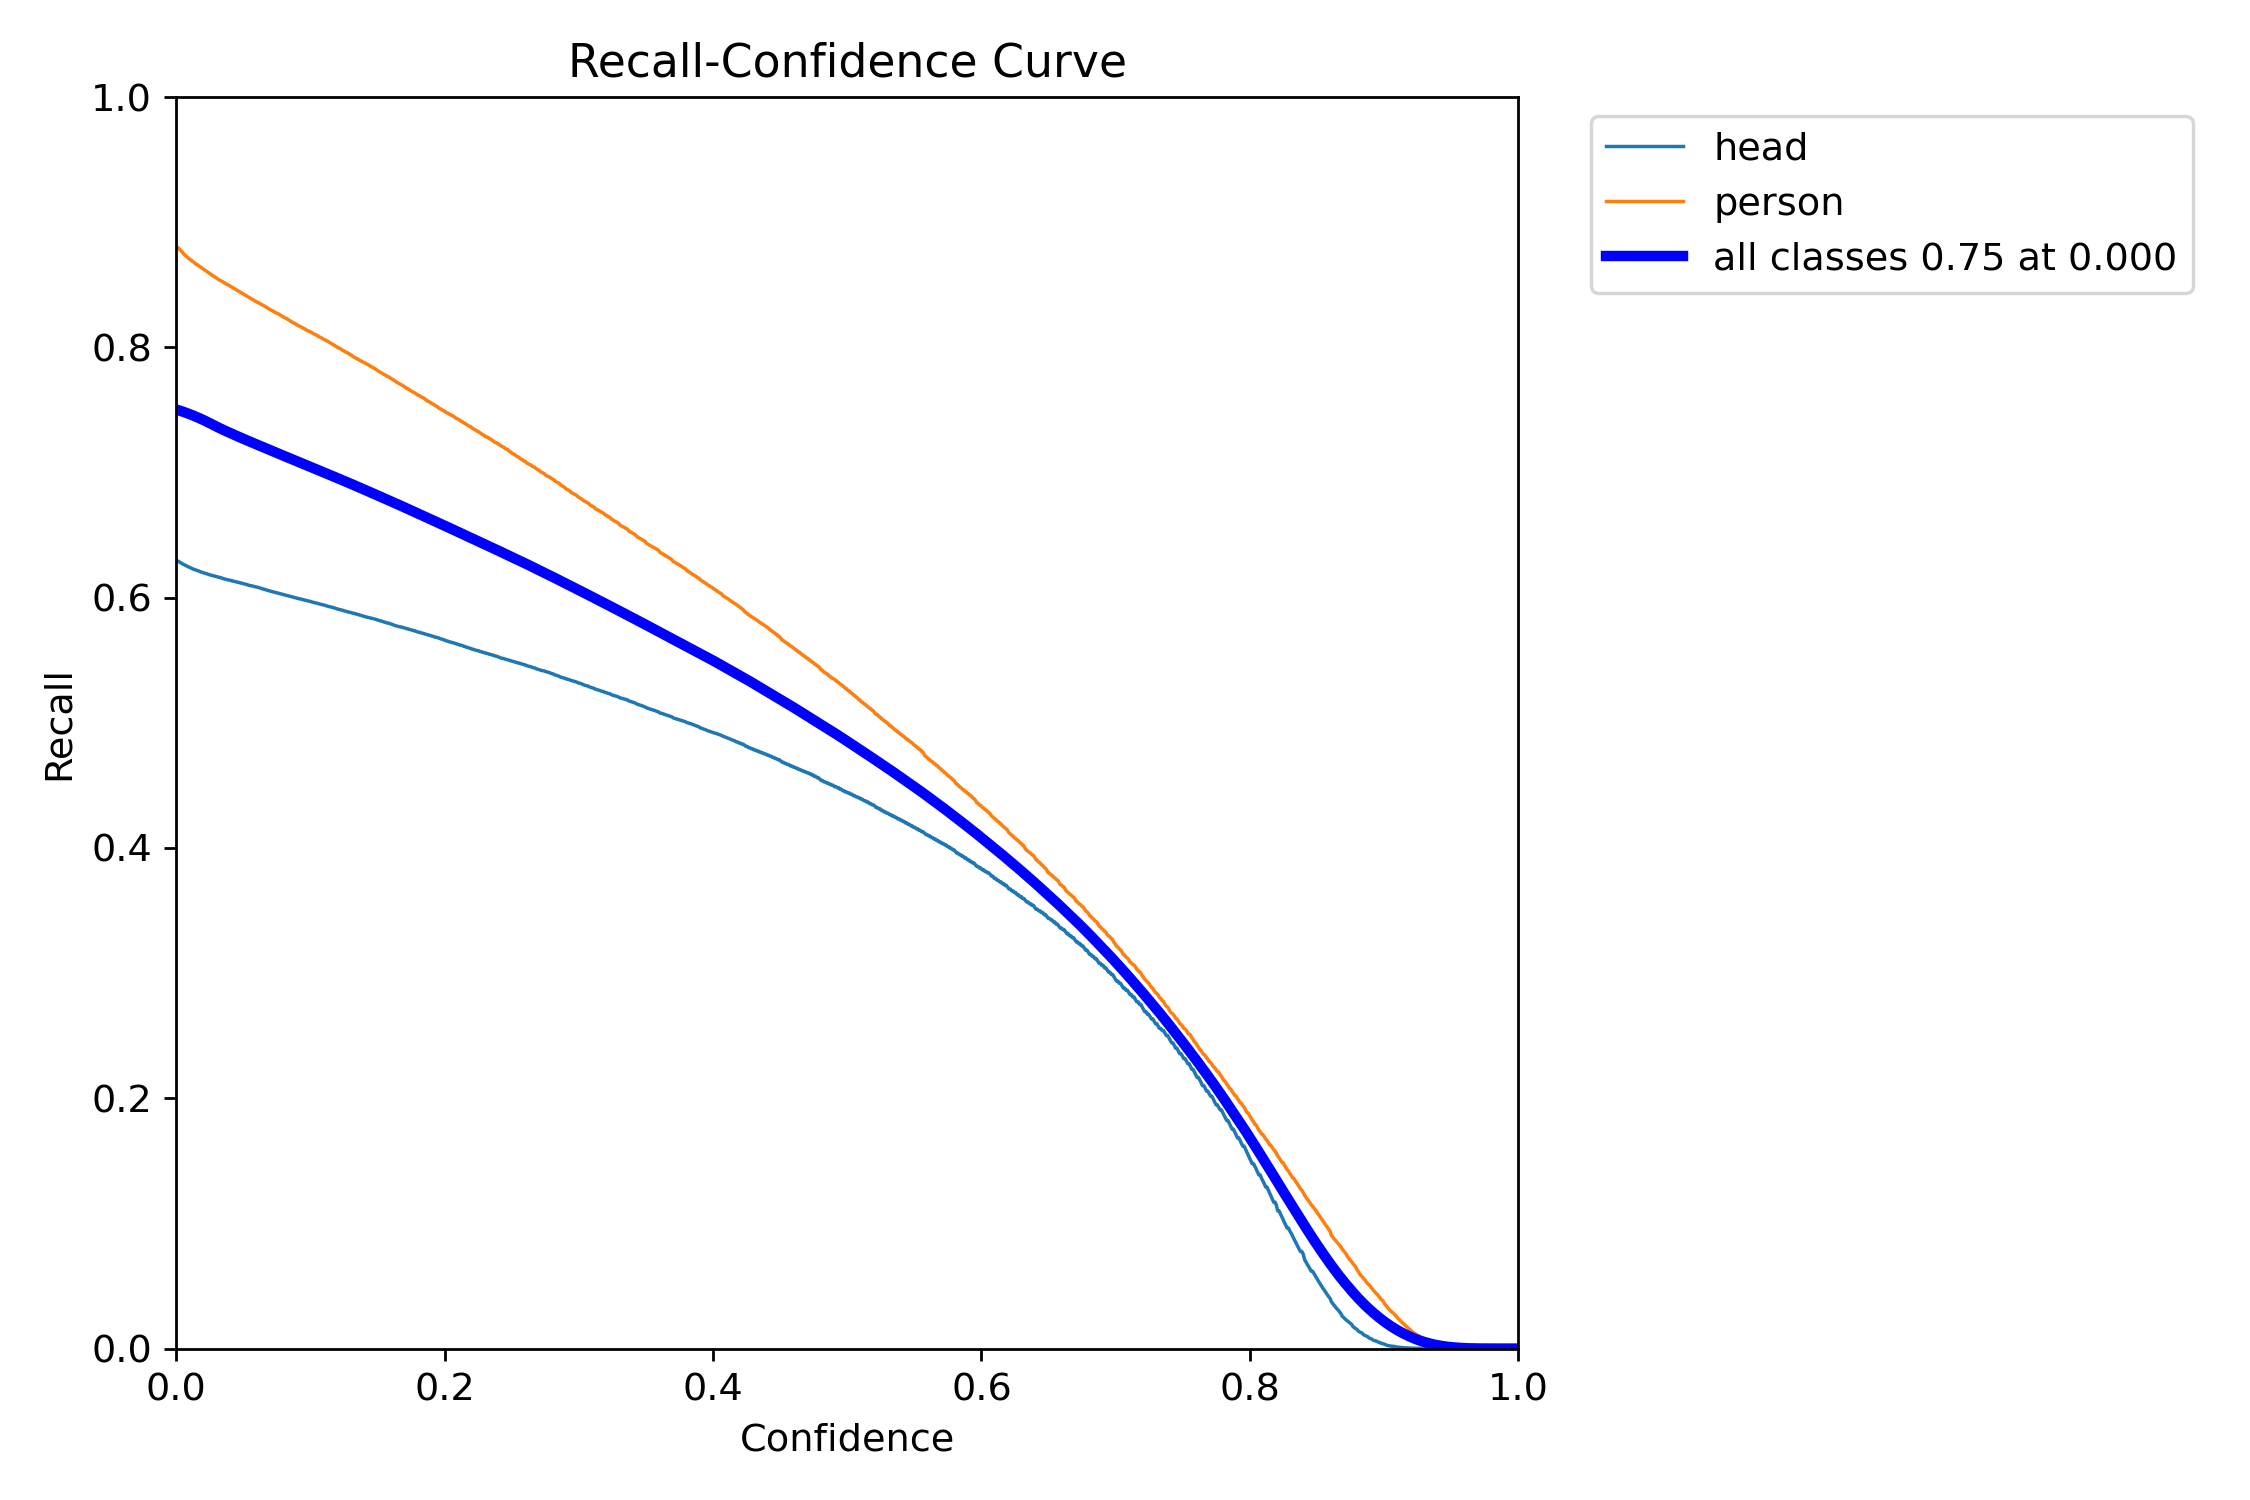 Recall-Confidence Curve
1.0
0.8
0.6
0.4
0.2
0.0
Recall
0.0 0.2 0.4 0.6 0.8 1.0
Confidence
head
person
all classes 0.75 at 0.000